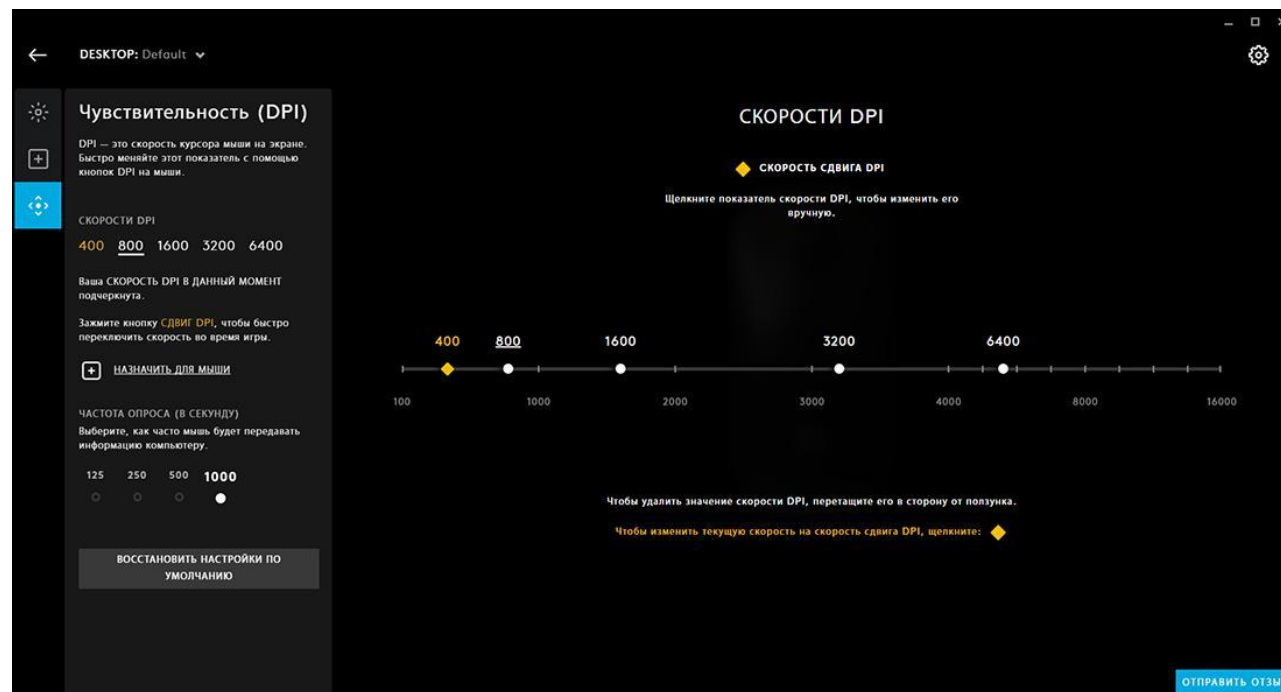 DESKTOP: Default
Чувствительность (DPI)
DPI — это скорость курсора мыши на экране.
Быстро меняйте этот показатель с помощью
кнопок DPI на мыши.
СКОРОСТИ DPI
400 800 1600 3200 6400
Ваша СКОРОСТЬ DPI В ДАННЫЙ МОМЕНТ
подчеркнута.
Зажмите кнопку СДВИГ DPI, чтобы быстро
переключить скорость во время игры.
НАЗНАЧИТЬ ДЛЯ МЫШИ
ЧАСТОТА ОПРОСА (В СЕКУНДУ)
Выберите, как часто мышь будет передавать
информацию компьютеру.
125 250 500 1000
ВОССТАНОВИТЬ НАСТРОЙКИ ПО
УМОЛЧАНИЮ
СКОРОСТИ DPI
СКОРОСТЬ СДВИГА DPI
Щелкните показатель скорости DPI, чтобы изменить его
вручную.
400 800 1600 3200 6400
100 1000 2000 3000 4000 8000 16000
Чтобы удалить значение скорости DPI, перетащите его в сторону от ползунка.
Чтобы изменить текущую скорость на скорость сдвига DPI, щелкните:
ОТПРАВИТЬ ОТЗЫ